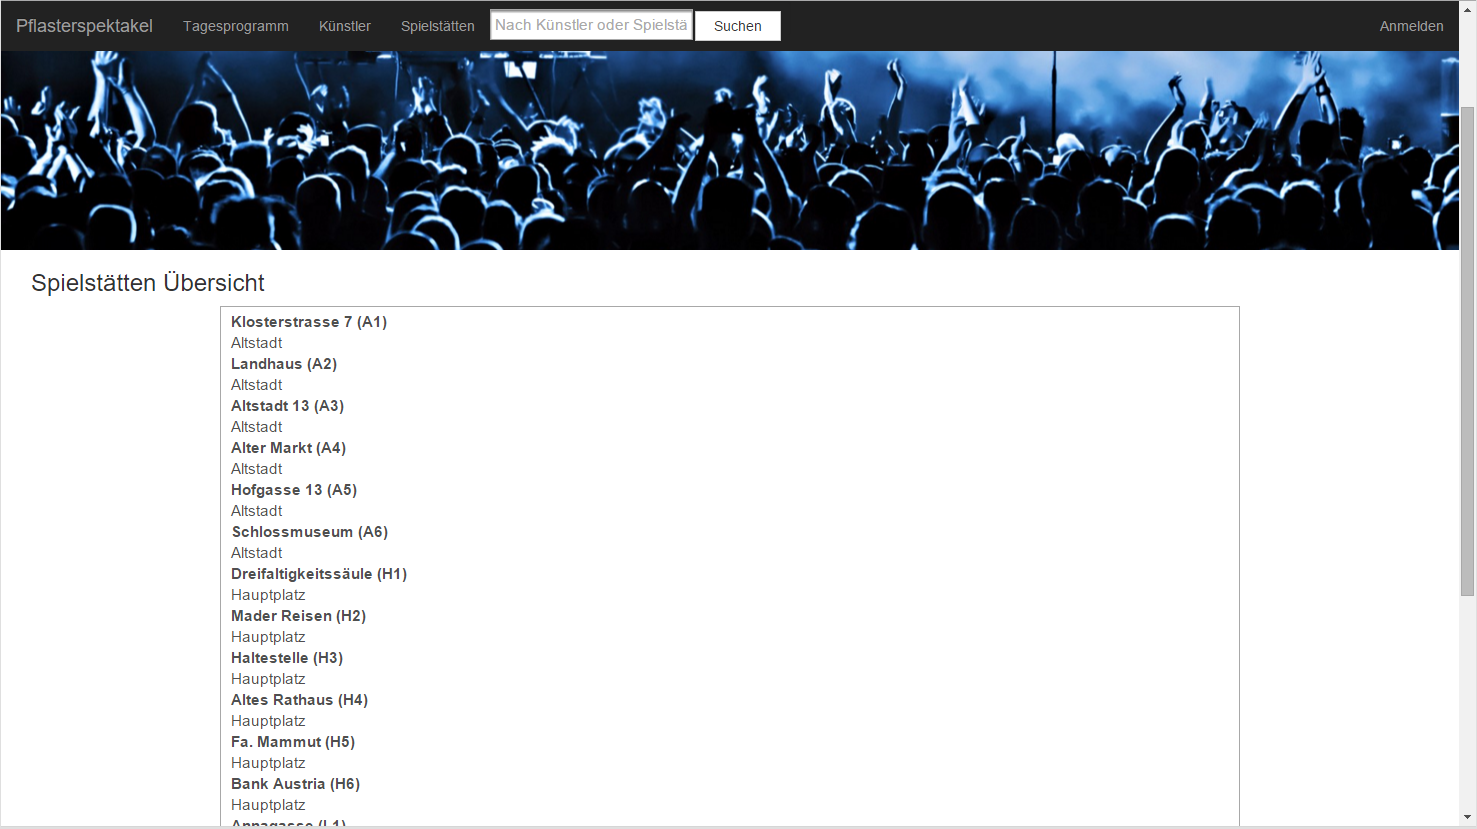 Pflasterspektakel Tagesprogramm Künstler Spielstätten Nach Künstler oder Spielstä Suchen Anmelden
Spielstätten Übersicht
Klosterstrasse 7 (A1)
Altstadt
Landhaus (A2)
Altstadt
Altstadt 13 (A3)
Altstadt
Alter Markt (A4)
Altstadt
Hofgasse 13 (A5)
Altstadt
Schlossmuseum (A6)
Altstadt
Dreifaltigkeitssäule (H1)
Hauptplatz
Mader Reisen (H2)
Hauptplatz
Haltestelle (H3)
Hauptplatz
Altes Rathaus (H4)
Hauptplatz
Fa. Mammut (H5)
Hauptplatz
Bank Austria (H6)
Hauptplatz
Annagasse (L1)